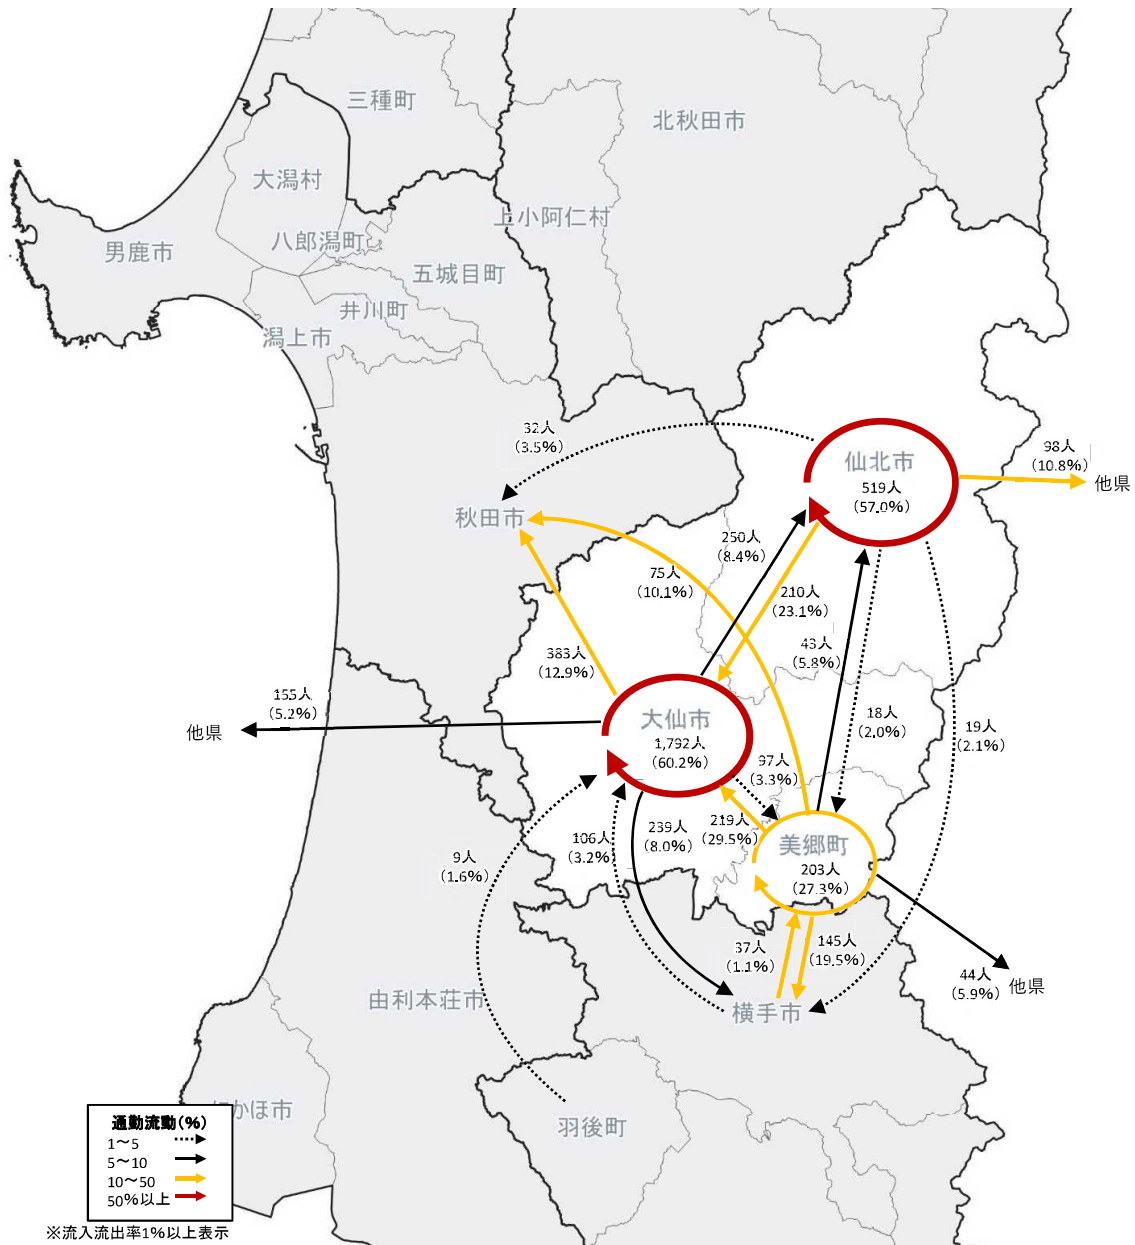 三種町
北秋田市
大潟村
上小阿仁村
男鹿市
八郎潟町
五城目町
井川町
潟上市
32人
(3.5%)
仙北市
519人
(57.0%)
98人
(10.8%)
他県
秋田市
250人
(8.4%)
75人
(10.1%)
210人
(23.1%)
43人
(5.8%)
383人
(12.9%)
155人
(5.2%)
他県
大仙市
1,792人
(60.2%)
18人
(2.0%)
19人
(2.1%)
97人
(3.3%)
219人
(29.5%)
239人
(8.0%)
106人
(3.2%)
9人
(1.6%)
美郷町
203人
(27.3%)
37人
(1.1%)
145人
(19.5%)
44人
(5.9%)
他県
由利本荘市
横手市
羽後町
かほ市
通勤流動(%)
1～5
5～10
10～50
50%以上
※流入流出率1%以上表示